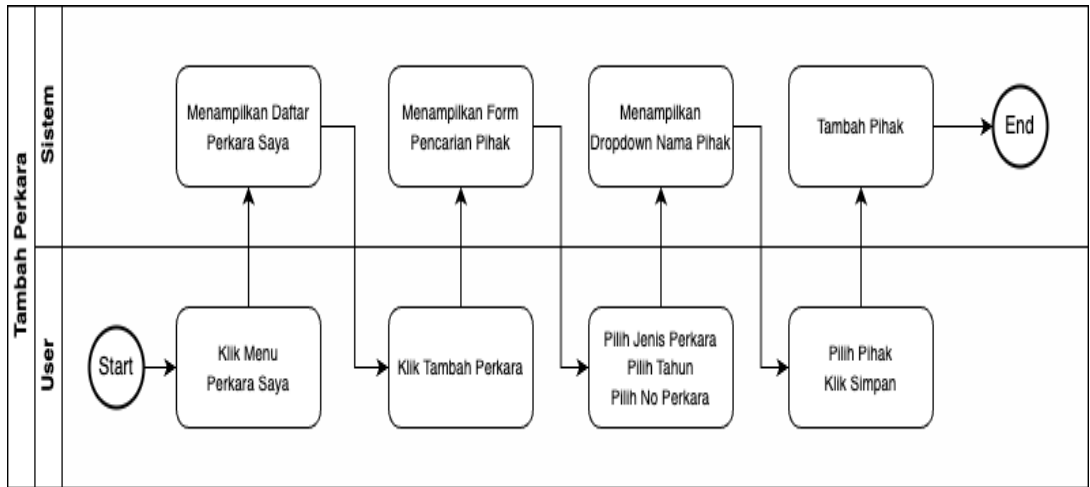 Tambah Perkara
Sistem
Menampilkan Daftar
Perkara Saya
Menampilkan Form
Pencarian Pihak
Menampilkan
Dropdown Nama Pihak
Tambah Pihak
End
User
Start
Klik Menu
Perkara Saya
Klik Tambah Perkara
Pilih Jenis Perkara
Pilih Tahun
Pilih No Perkara
Pilih Pihak
Klik Simpan